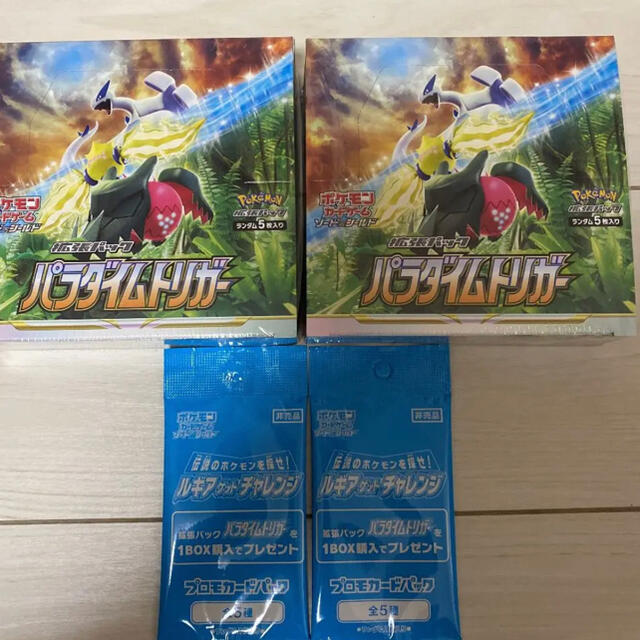 ポケモン
カードゲーム
ソード&シールド
POKÉMON
拡張パック
ランダム5枚入り
拡張パック
パラダイムトリガー
ポケモン
カードゲーム
ソード&シールド
POKÉMON
拡張パック
ランダム5枚入り
拡張パック
パラダイムトリガー
ポケモン
カードゲーム
ソード&シールド
非売品
伝説のポケモンを探せ!
ルギアゲットチャレンジ
拡張パック パラダイムトリガーを
1BOX購入でプレゼント
プロモカードパック
全5種
ポケモン
カードゲーム
ソード&シールド
非売品
伝説のポケモンを探せ!
ルギアゲットチャレンジ
拡張パック パラダイムトリガーを
1BOX購入でプレゼント
プロモカードパック
全5種